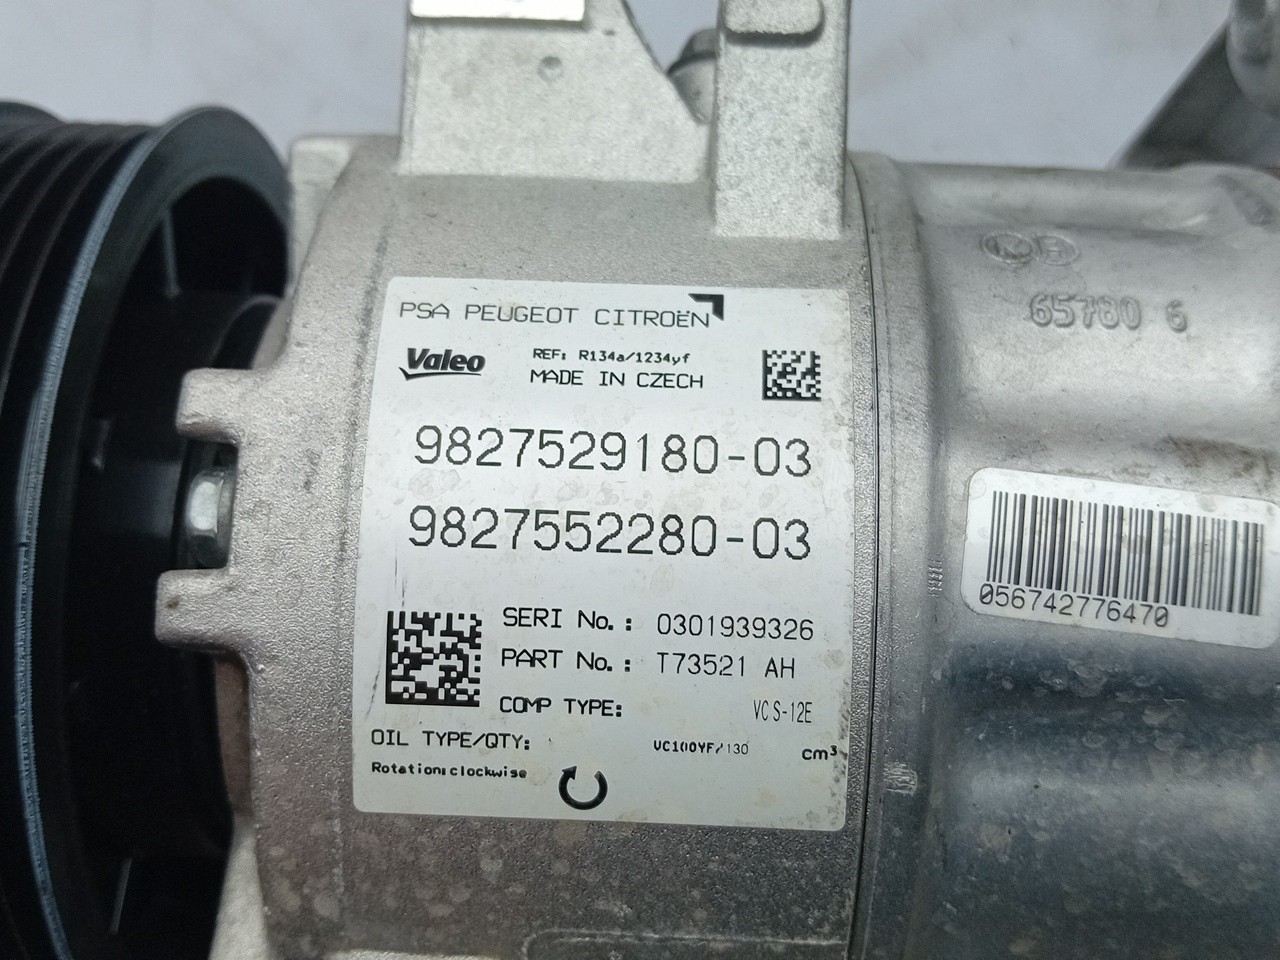 PSA PEUGEOT CITROËN
Valeo
REF: R134a/1234yf
MADE IN CZECH
9827529180-03
9827552280-03
SERI No.: 0301939326
PART No.: T73521 AH
COMP TYPE: VCS-12E
OIL TYPE/QTY: VC100YF/130 cm³
Rotation:clockwise
65780 6
056742776470